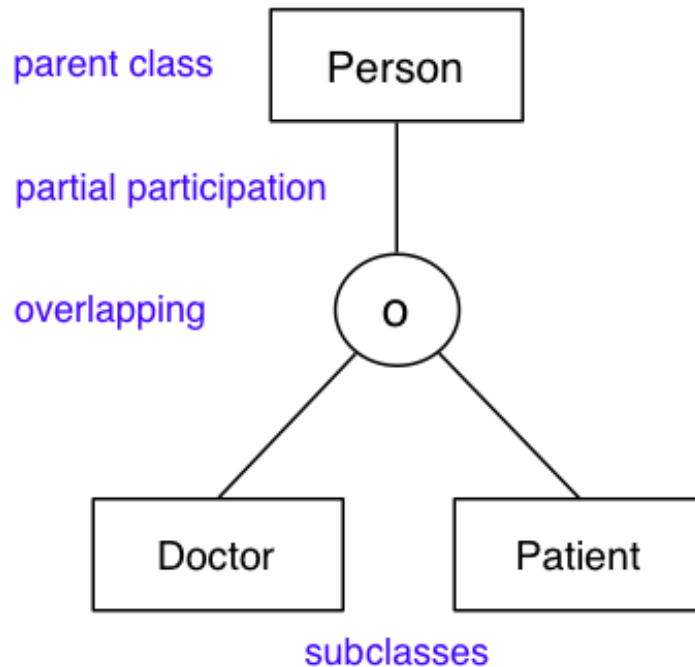 parent class
Person
partial participation
overlapping
o
Doctor
Patient
subclasses